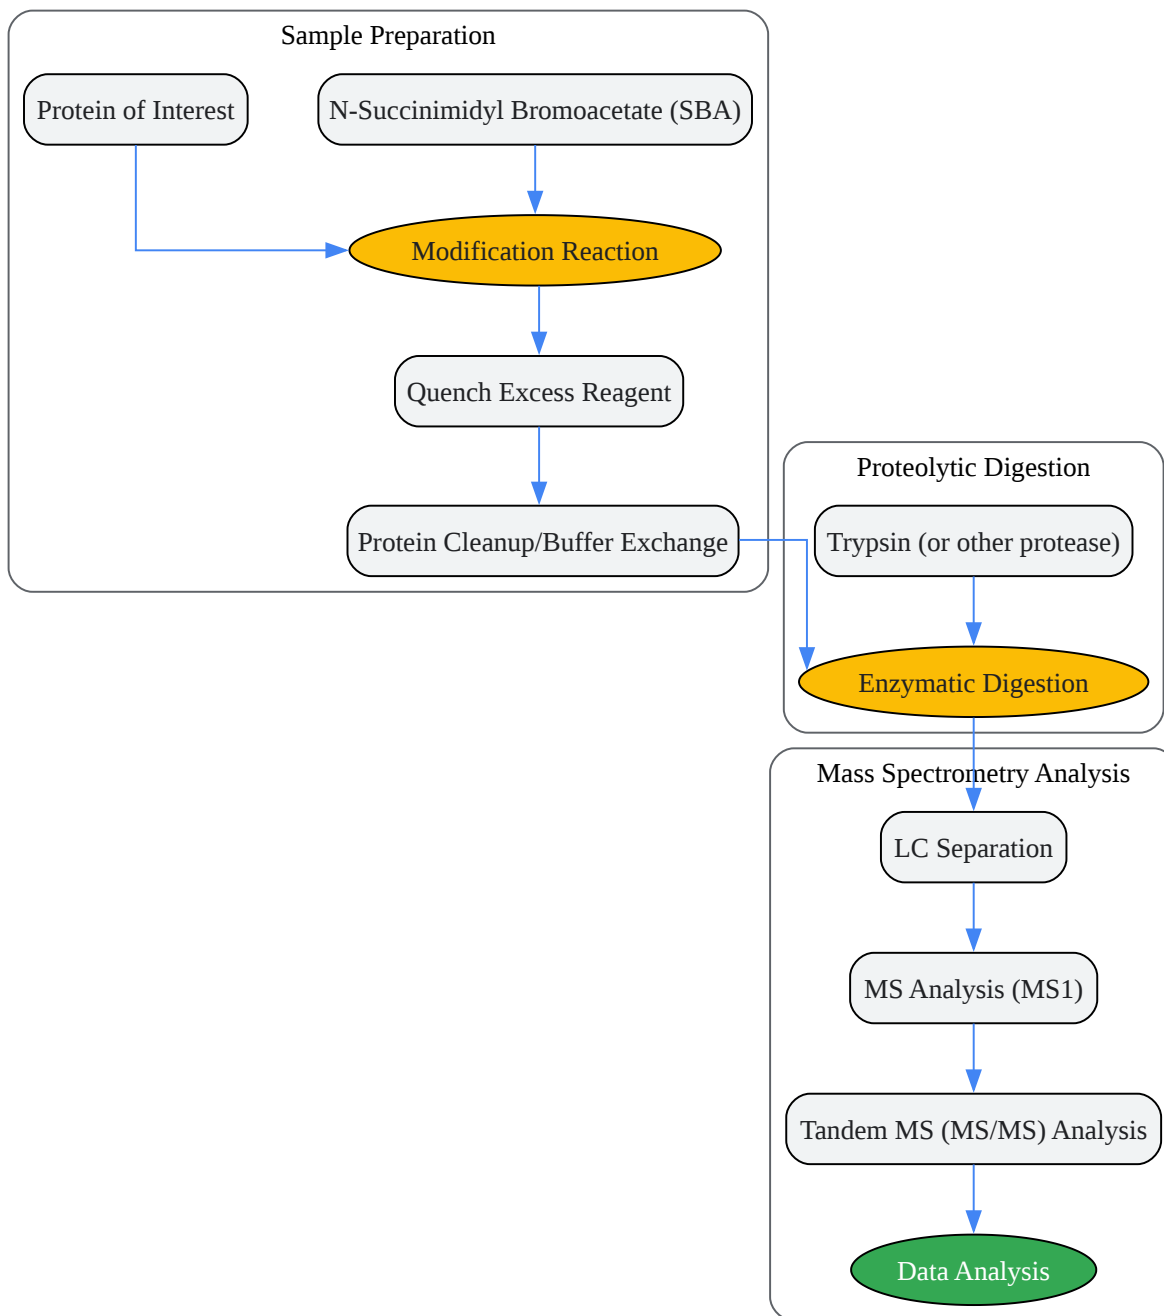 Sample Preparation
Protein of Interest
N-Succinimidyl Bromoacetate (SBA)
Modification Reaction
Quench Excess Reagent
Protein Cleanup/Buffer Exchange
Proteolytic Digestion
Trypsin (or other protease)
Enzymatic Digestion
Mass Spectrometry Analysis
LC Separation
MS Analysis (MS1)
Tandem MS (MS/MS) Analysis
Data Analysis